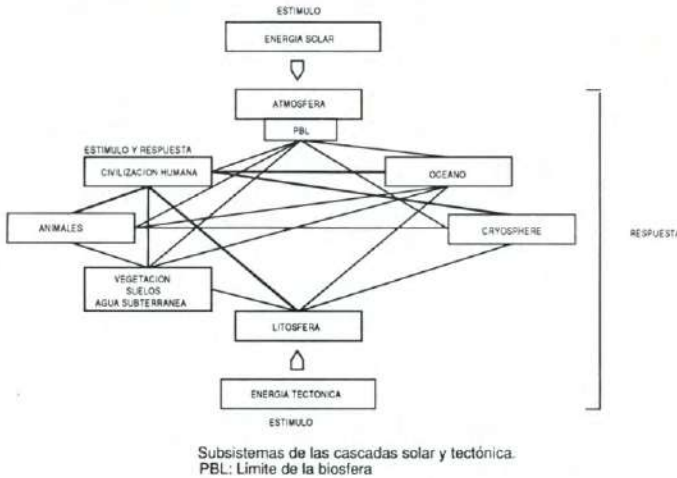 ESTIMULO
ENERGIA SOLAR
ATMOSFERA
PBL
ESTIMULO Y RESPUESTA
CIVILIZACION HUMANA
OCEANO
ANIMALES
CRYOSPHERE
RESPUESTA
VEGETACION
SUELOS
AGUA SUBTERRANEA
LITOSFERA
ENERGIA TECTONICA
ESTIMULO
Subsistemas de las cascadas solar y tectónica.
PBL: Limite de la biosfera